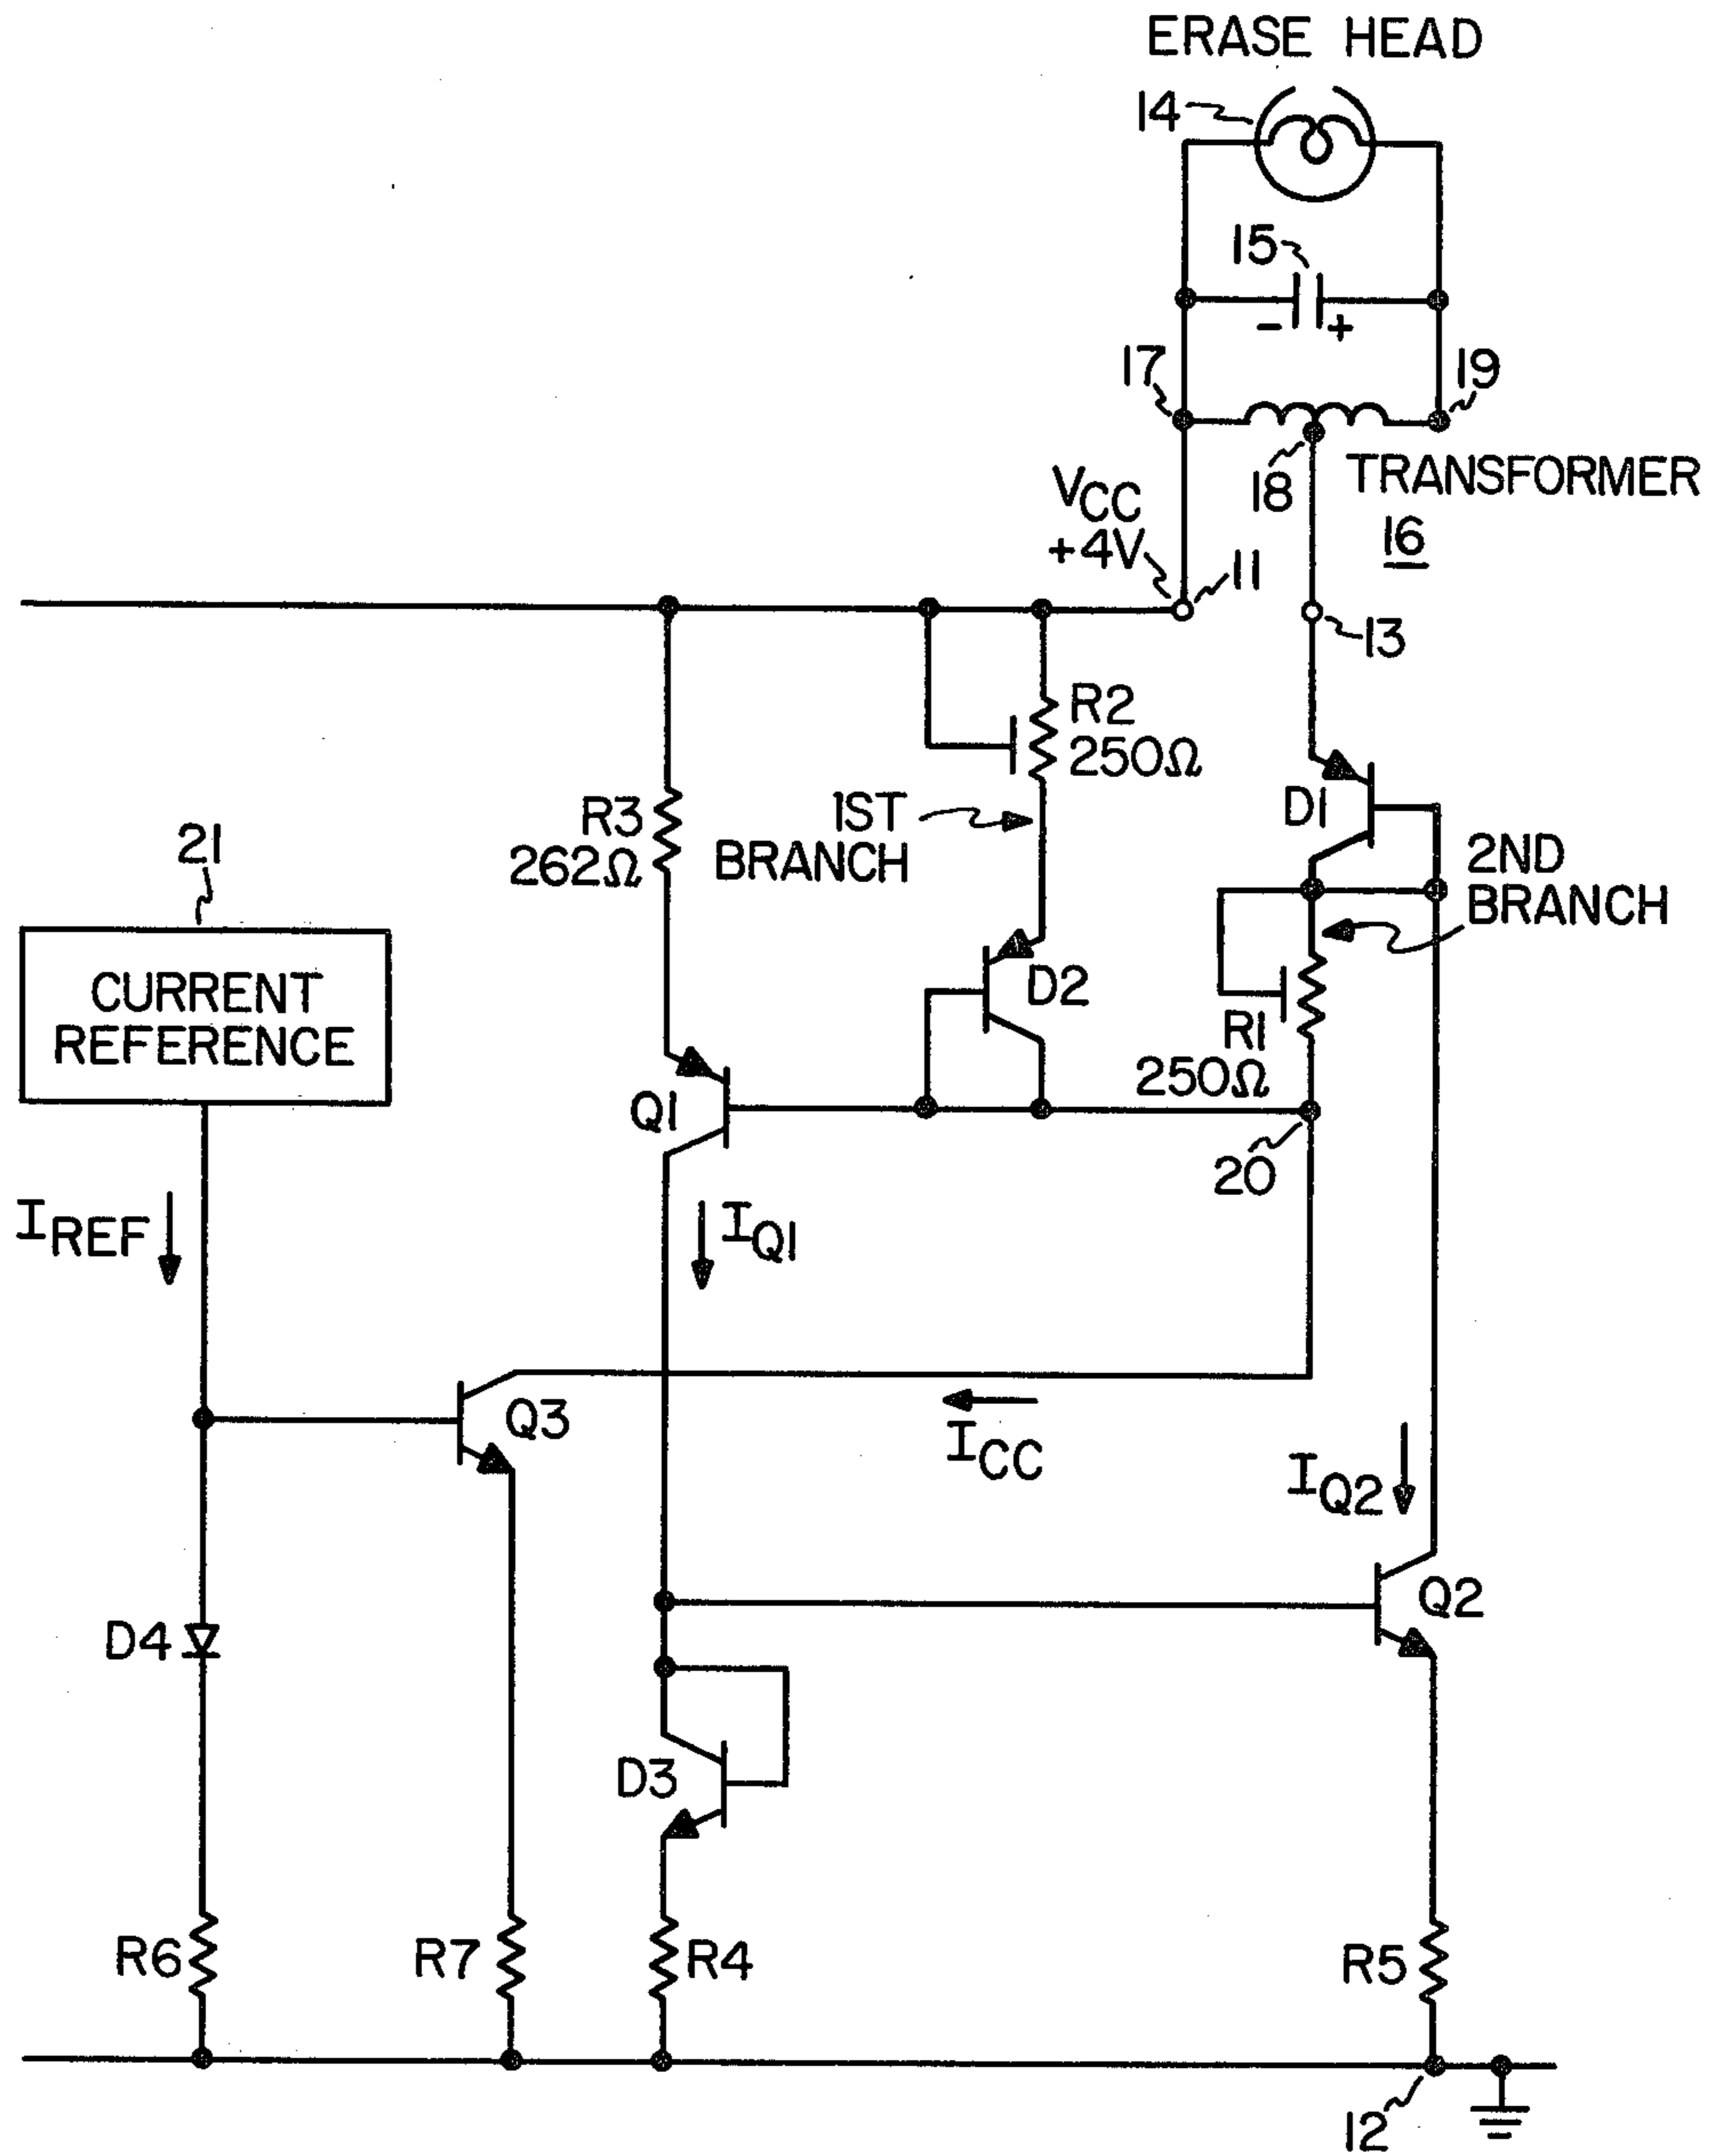 ERASE HEAD
14
15
- +
17
19
18
TRANSFORMER
16
VCC
+4V
11
13
R2
250Ω
R3
262Ω
1ST
BRANCH
D1
2ND
BRANCH
21
CURRENT
REFERENCE
D2
R1
250Ω
Q1
20
IREF
IQ1
Q3
ICC
IQ2
Q2
D4
D3
R6
R7
R4
R5
12